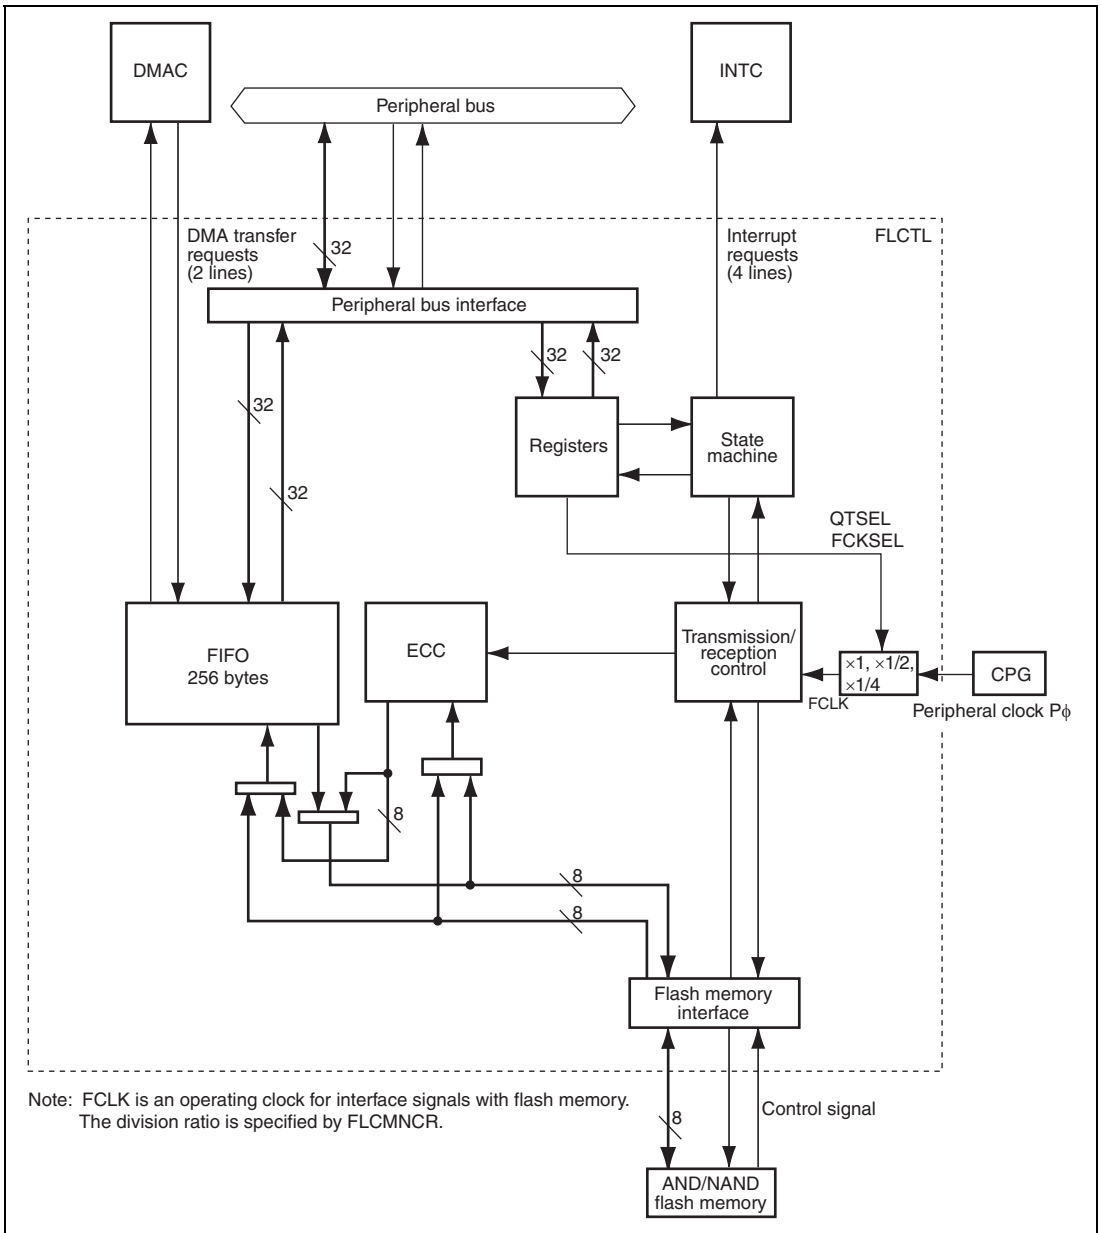 DMAC
INTC
Peripheral bus
DMA transfer
requests
(2 lines)
32
Interrupt
requests
(4 lines)
FLCTL
Peripheral bus interface
32
32
32
32
Registers
State
machine
QTSEL
FCKSEL
FIFO
256 bytes
ECC
Transmission/
reception
control
×1, ×1/2,
×1/4
CPG
FCLK
Peripheral clock Pϕ
8
8
8
Flash memory
interface
Note: FCLK is an operating clock for interface signals with flash memory.
The division ratio is specified by FLCMNCR.
8
Control signal
AND/NAND
flash memory